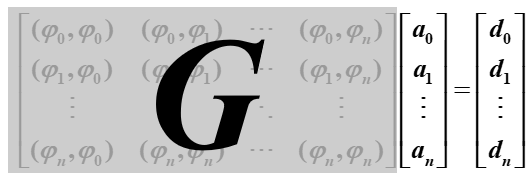 (φ₀,φ₀) (φ₀,φ₁) ⋯ (φ₀,φₙ) a₀ d₀
(φ₁,φ₀) (φ₁,φ₁) (φ₁,φₙ) a₁ = d₁
⋮ G ⋱ ⋮ ⋮ ⋮
(φₙ,φ₀) (φₙ,φₙ) ⋯ (φₙ,φₙ) aₙ dₙ